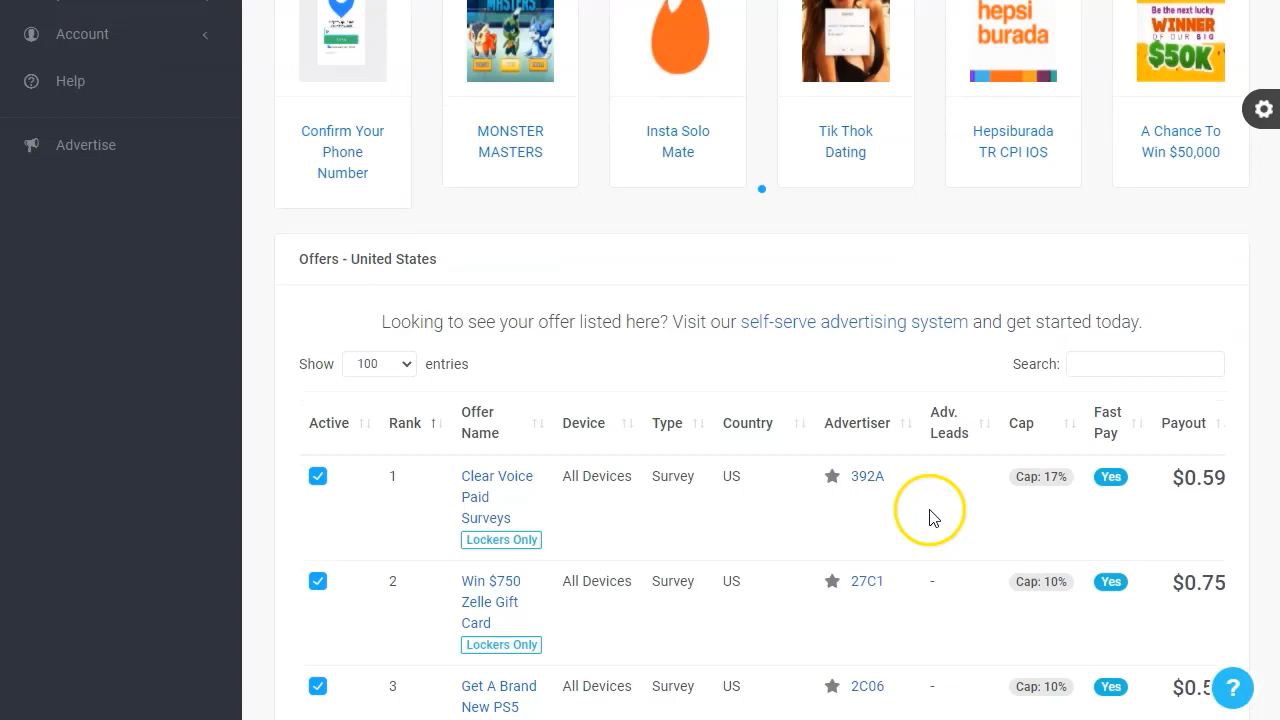 Account
Help
Advertise
MASTERS
hepsi
burada
Be the next lucky
WINNER
OF OUR BIG
$50K
Confirm Your
Phone
Number
MONSTER
MASTERS
Insta Solo
Mate
Tik Thok
Dating
Hepsiburada
TR CPI IOS
A Chance To
Win $50,000
Offers - United States
Looking to see your offer listed here? Visit our self-serve advertising system and get started today.
Show 100 entries
Search:
Active Rank Offer Name Device Type Country Advertiser Adv. Leads Cap Fast Pay Payout
1 Clear Voice All Devices Survey US 392A Cap: 17% Yes $0.59
Paid
Surveys
Lockers Only
2 Win $750 All Devices Survey US 27C1 - Cap: 10% Yes $0.75
Zelle Gift
Card
Lockers Only
3 Get A Brand All Devices Survey US 2C06 - Cap: 10% Yes $0.5
New PS5
?